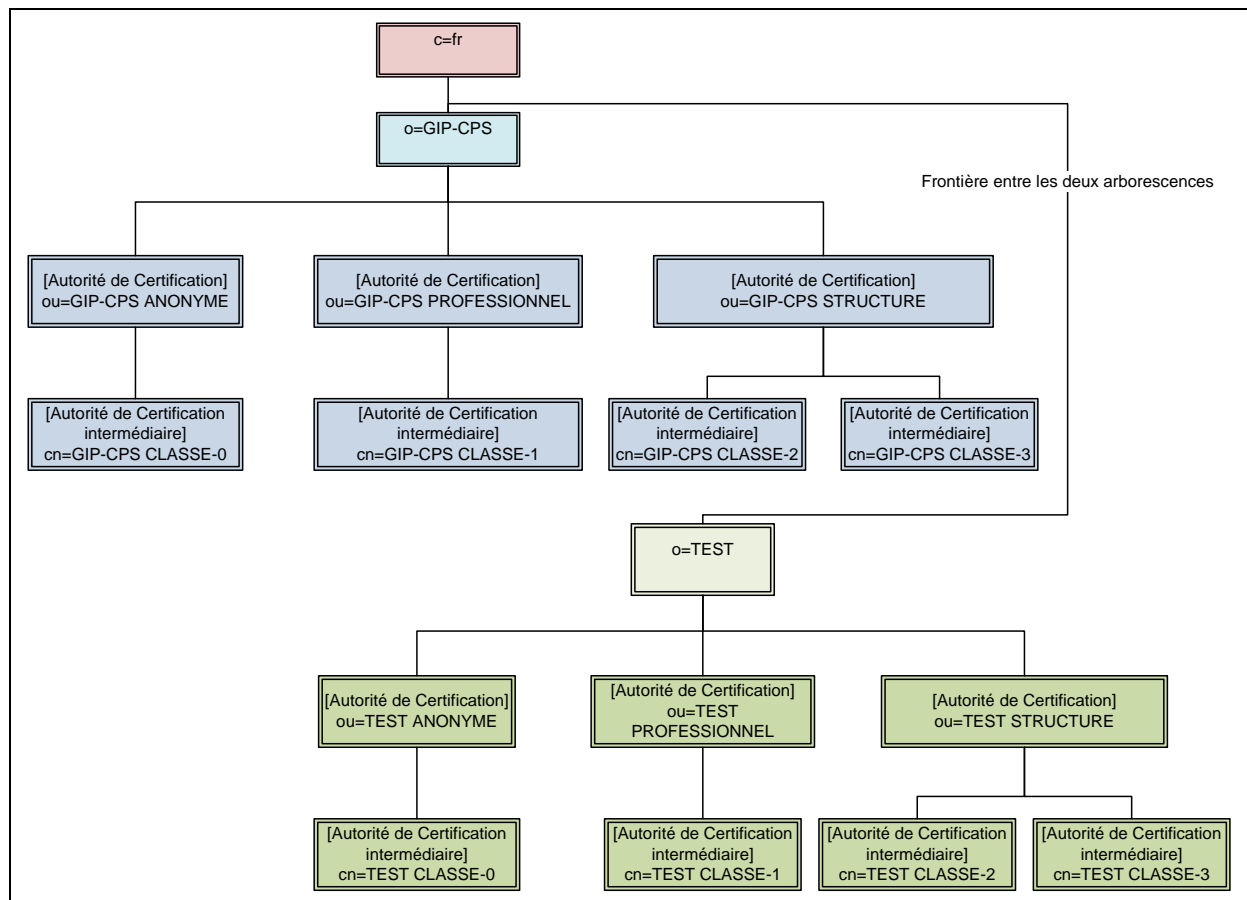 c=fr
o=GIP-CPS
Frontière entre les deux arborescences
[Autorité de Certification]
ou=GIP-CPS ANONYME
[Autorité de Certification]
ou=GIP-CPS PROFESSIONNEL
[Autorité de Certification]
ou=GIP-CPS STRUCTURE
[Autorité de Certification
intermédiaire]
cn=GIP-CPS CLASSE-0
[Autorité de Certification
intermédiaire]
cn=GIP-CPS CLASSE-1
[Autorité de Certification
intermédiaire]
cn=GIP-CPS CLASSE-2
[Autorité de Certification
intermédiaire]
cn=GIP-CPS CLASSE-3
o=TEST
[Autorité de Certification]
ou=TEST ANONYME
[Autorité de Certification]
ou=TEST
PROFESSIONNEL
[Autorité de Certification]
ou=TEST STRUCTURE
[Autorité de Certification
intermédiaire]
cn=TEST CLASSE-0
[Autorité de Certification
intermédiaire]
cn=TEST CLASSE-1
[Autorité de Certification
intermédiaire]
cn=TEST CLASSE-2
[Autorité de Certification
intermédiaire]
cn=TEST CLASSE-3